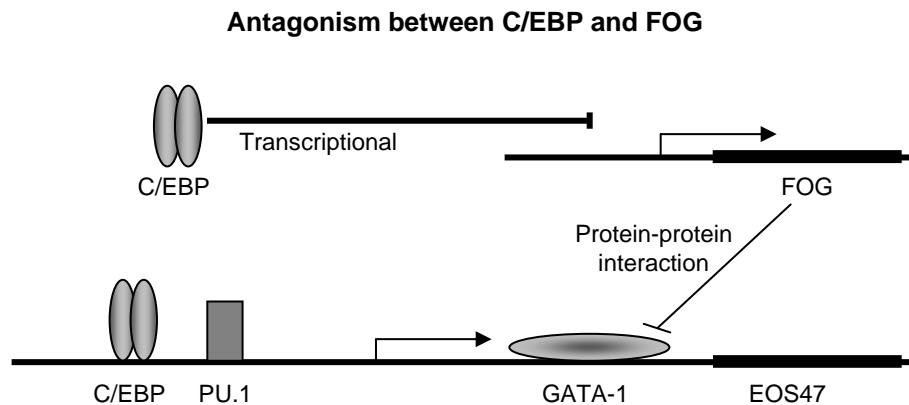 Antagonism between C/EBP and FOG
Transcriptional
C/EBP
FOG
Protein-protein
interaction
C/EBP
PU.1
GATA-1
EOS47